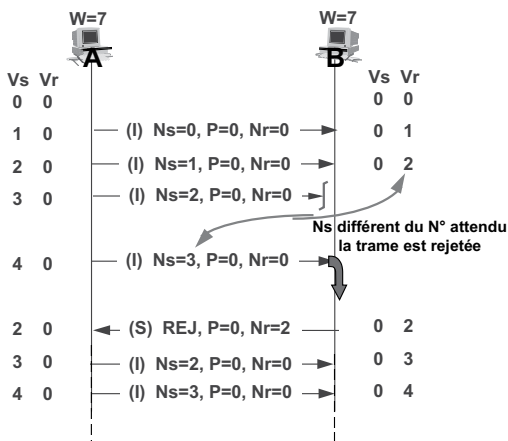 W=7 W=7
A B
Vs Vr Vs Vr
0 0 0 0
1 0 (I) Ns=0, P=0, Nr=0 0 1
2 0 (I) Ns=1, P=0, Nr=0 0 2
3 0 (I) Ns=2, P=0, Nr=0
Ns différent du N° attendu
la trame est rejetée
4 0 (I) Ns=3, P=0, Nr=0
2 0 (S) REJ, P=0, Nr=2 0 2
3 0 (I) Ns=2, P=0, Nr=0 0 3
4 0 (I) Ns=3, P=0, Nr=0 0 4